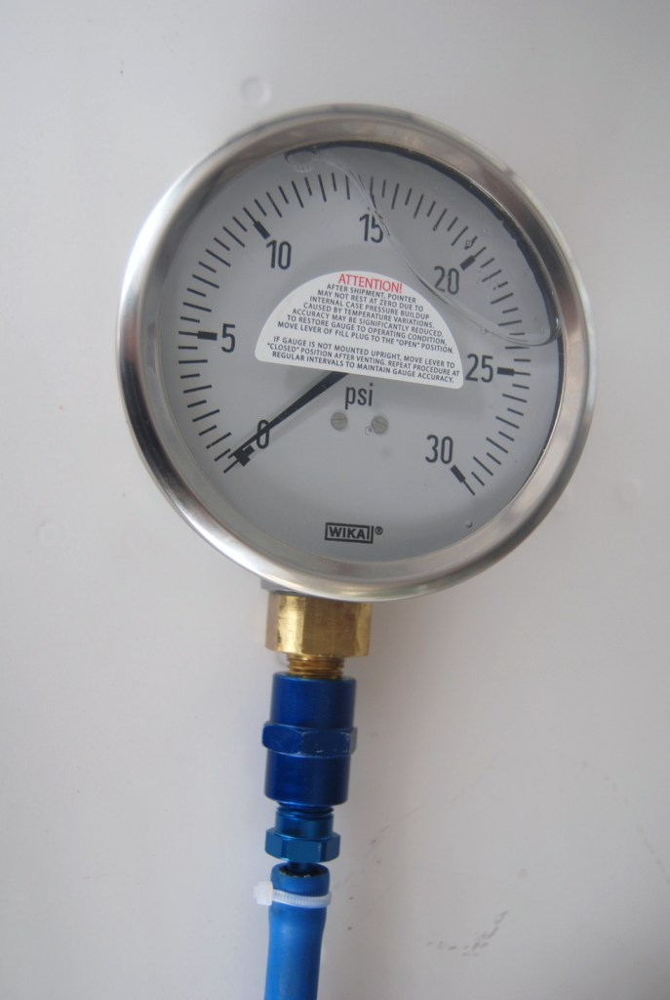 15
10
20
ATTENTION!
AFTER SHIPMENT, POINTER
MAY NOT REST AT ZERO DUE TO
INTERNAL CASE PRESSURE BUILDUP
CAUSED BY TEMPERATURE VARIATIONS.
ACCURACY MAY BE SIGNIFICANTLY REDUCED.
TO RESTORE GAUGE TO OPERATING CONDITION,
MOVE LEVER OF FILL PLUG TO THE "OPEN" POSITION.
IF GAUGE IS NOT MOUNTED UPRIGHT, MOVE LEVER TO
"CLOSED" POSITION AFTER VENTING. REPEAT PROCEDURE AT
REGULAR INTERVALS TO MAINTAIN GAUGE ACCURACY.
5
25
psi
0
30
WIKAI®